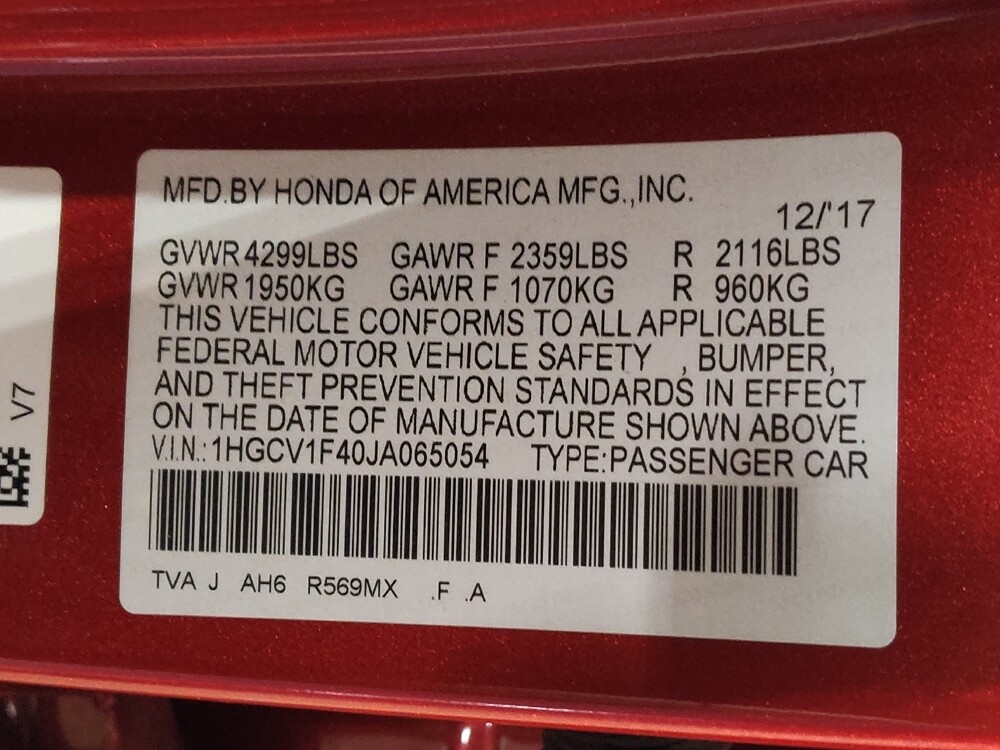 MFD.BY HONDA OF AMERICA MFG.,INC.
12/'17
GVWR 4299LBS GAWR F 2359LBS R 2116LBS
GVWR 1950KG GAWR F 1070KG R 960KG
THIS VEHICLE CONFORMS TO ALL APPLICABLE
FEDERAL MOTOR VEHICLE SAFETY , BUMPER,
AND THEFT PREVENTION STANDARDS IN EFFECT
ON THE DATE OF MANUFACTURE SHOWN ABOVE.
V.I.N.: 1HGCV1F40JA065054 TYPE:PASSENGER CAR
TVA J AH6 R569MX .F .A
V7